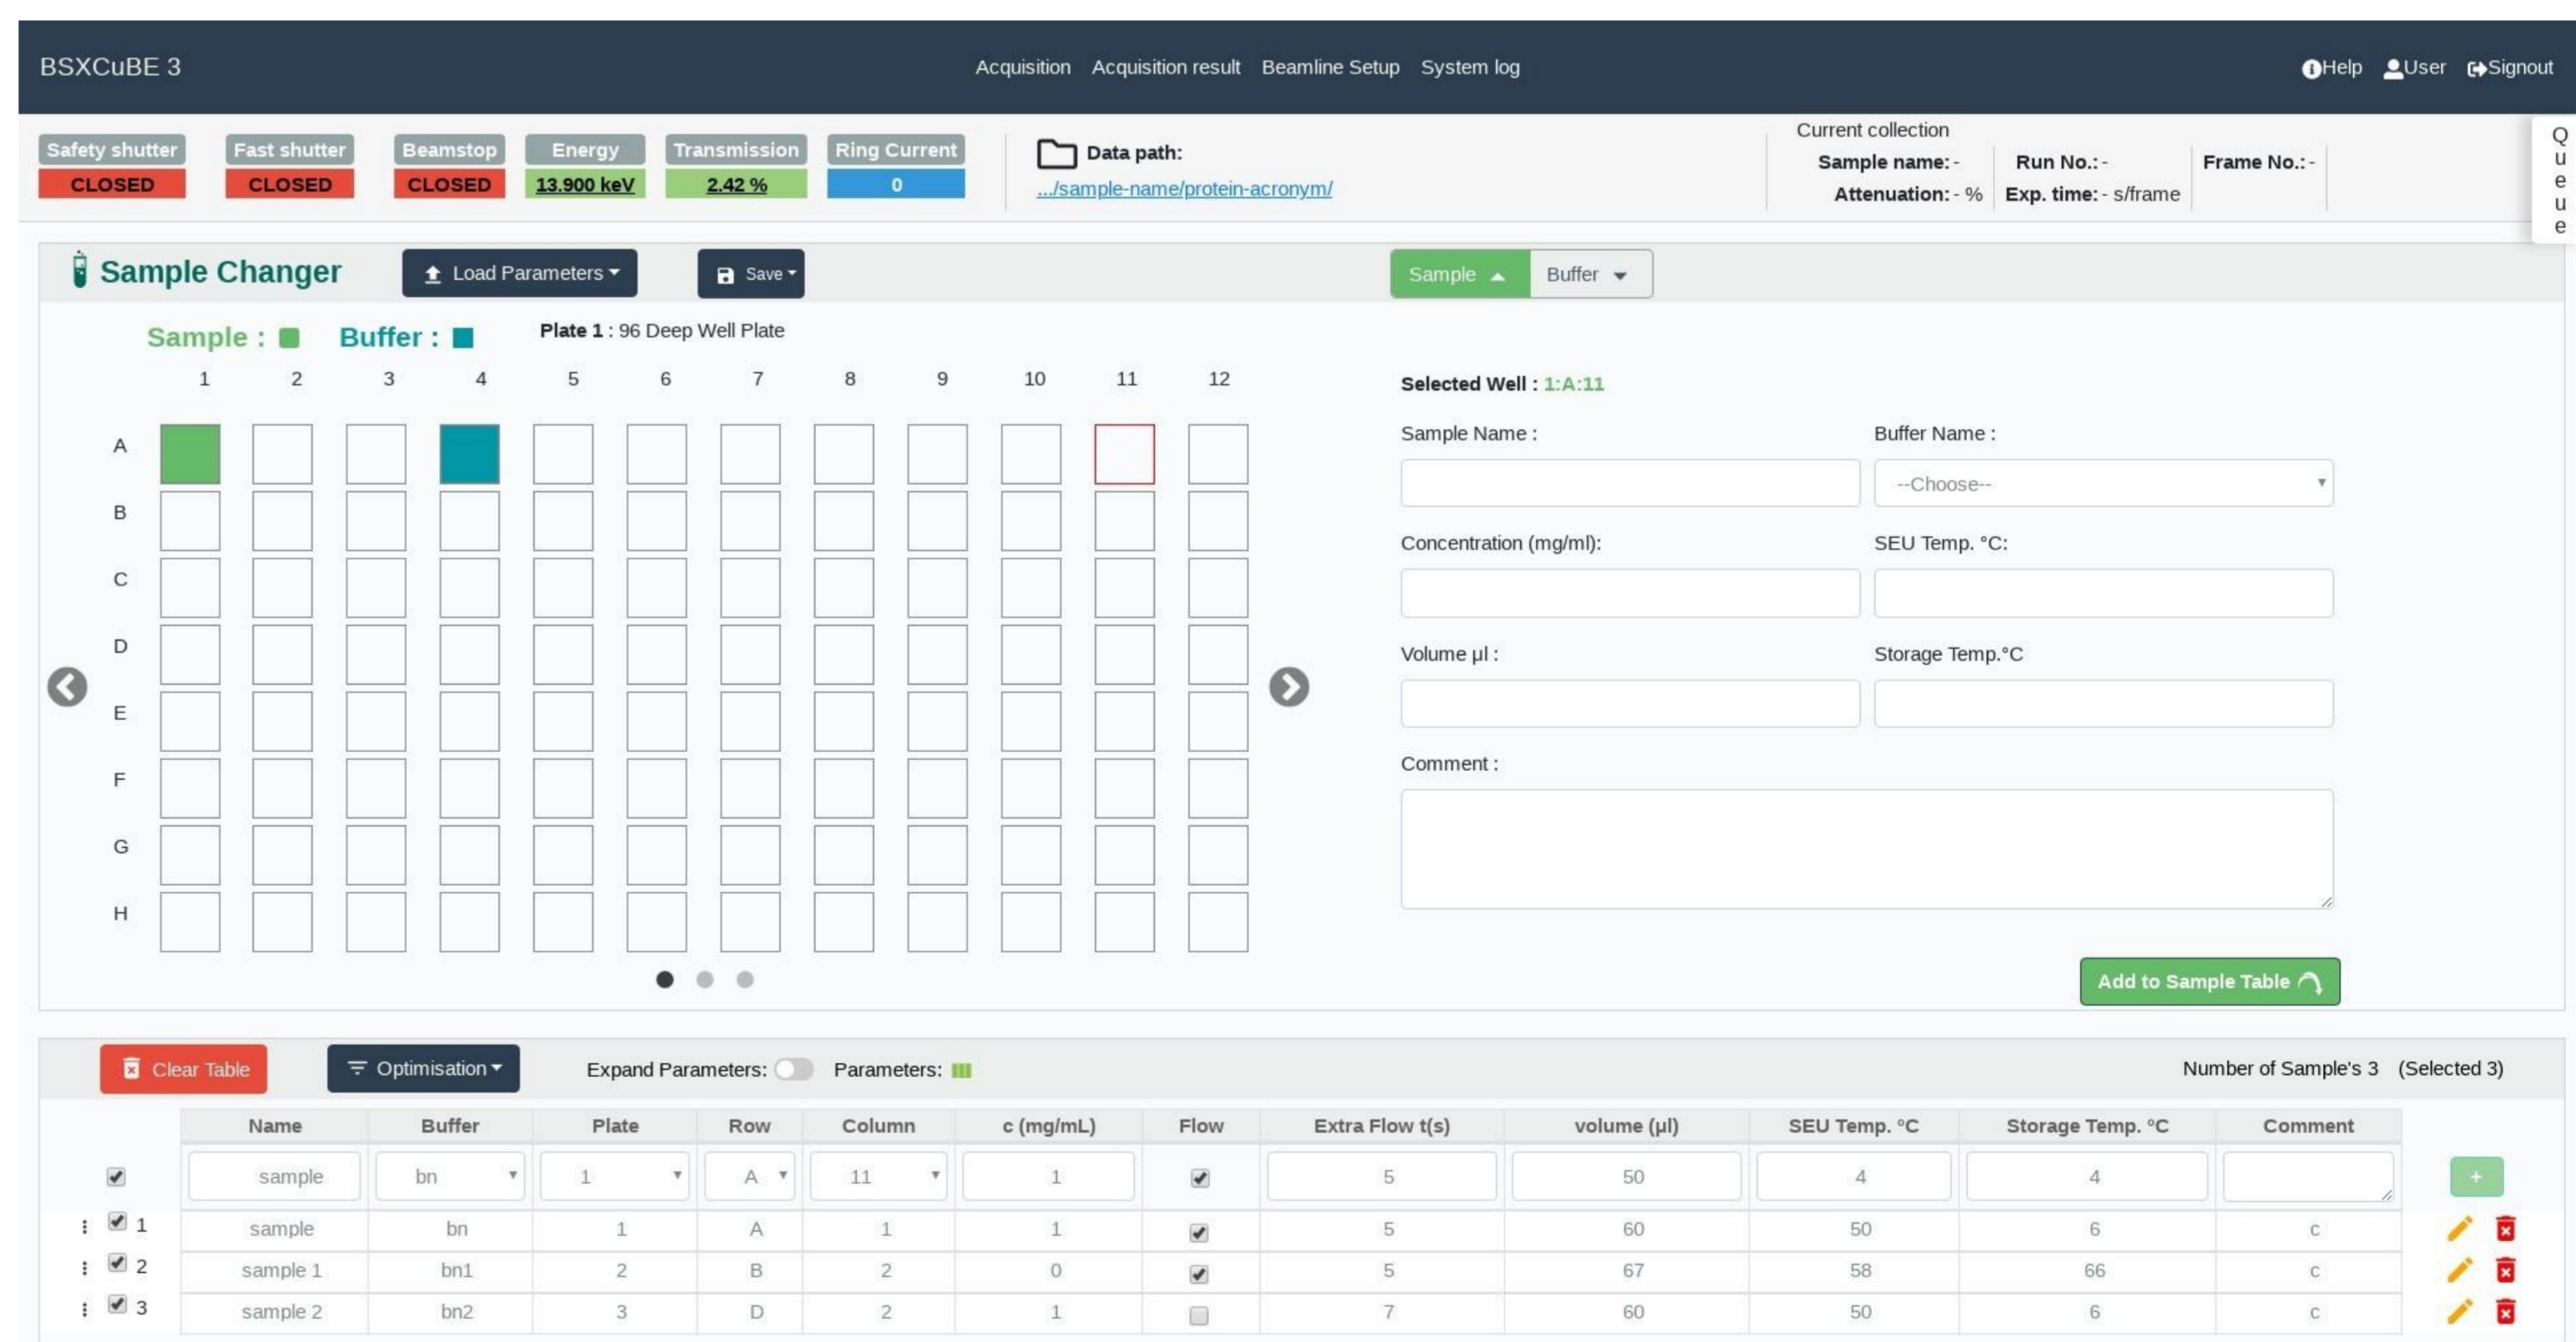 BSXCuBE 3 Acquisition Acquisition result Beamline Setup System log Help User Signout
Safety shutter Fast shutter Beamstop Energy Transmission Ring Current
CLOSED CLOSED CLOSED 13.900 keV 2.42 % 0
Data path:
.../sample-name/protein-acronym/
Current collection
Sample name: - Run No.: - Frame No.: -
Attenuation: - % Exp. time: - s/frame
Queue
Sample Changer Load Parameters Save Sample Buffer
Sample : Buffer : Plate 1 : 96 Deep Well Plate
1 2 3 4 5 6 7 8 9 10 11 12
A
B
C
D
E
F
G
H
Selected Well : 1:A:11
Sample Name : Buffer Name :
--Choose--
Concentration (mg/ml): SEU Temp. °C:
Volume µl : Storage Temp.°C
Comment :
Add to Sample Table
Clear Table Optimisation Expand Parameters: Parameters: Number of Sample's 3 (Selected 3)
Name Buffer Plate Row Column c (mg/mL) Flow Extra Flow t(s) volume (µl) SEU Temp. °C Storage Temp. °C Comment
sample bn 1 A 11 1 5 50 4 4 +
1 sample bn 1 A 1 1 5 60 50 6 c
2 sample 1 bn1 2 B 2 0 5 67 58 66 c
3 sample 2 bn2 3 D 2 1 7 60 50 6 c